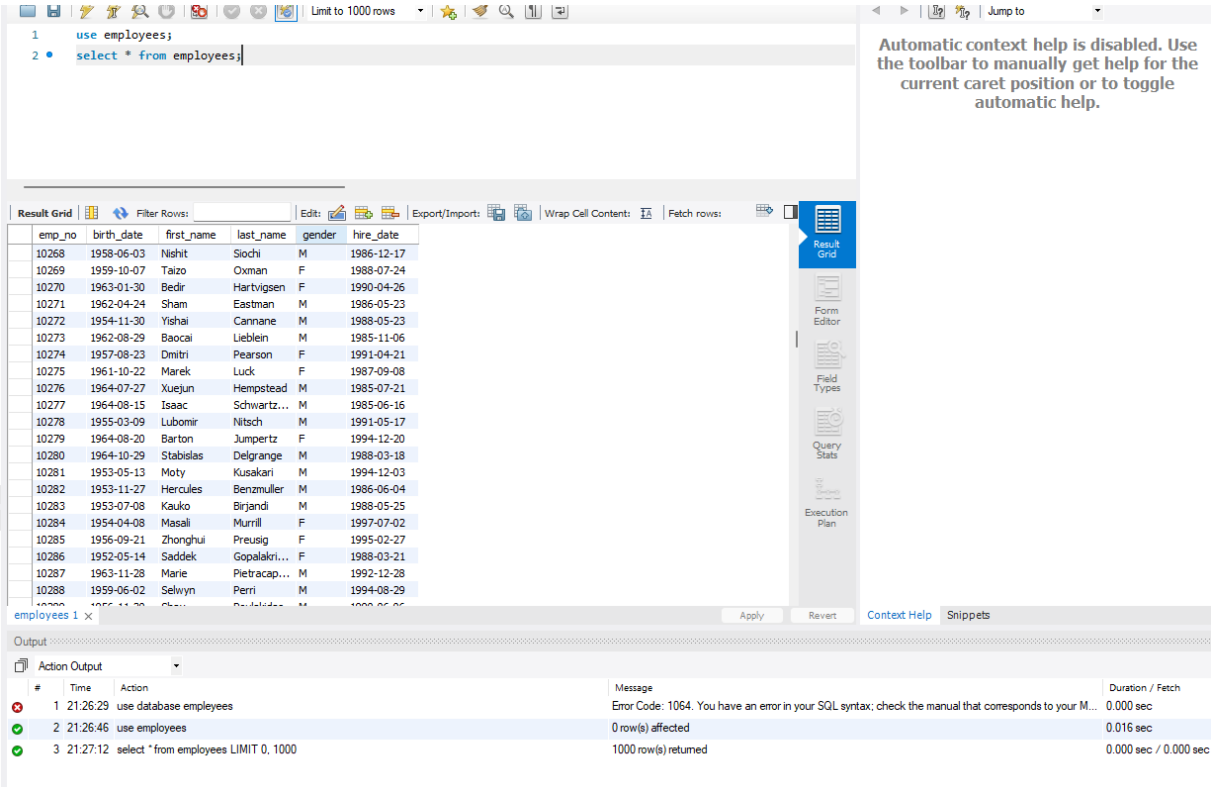 Limit to 1000 rows
Jump to
1 use employees;
2 select * from employees;
Automatic context help is disabled. Use
the toolbar to manually get help for the
current caret position or to toggle
automatic help.
Result Grid Filter Rows: Edit: Export/Import: Wrap Cell Content: Fetch rows:
emp_no birth_date first_name last_name gender hire_date
10268 1958-06-03 Nishit Siochi M 1986-12-17
10269 1959-10-07 Taizo Oxman F 1988-07-24
10270 1963-01-30 Bedir Hartvigsen F 1990-04-26
10271 1962-04-24 Sham Eastman M 1986-05-23
10272 1954-11-30 Yishai Cannane M 1988-05-23
10273 1962-08-29 Baocai Lieblein M 1985-11-06
10274 1957-08-23 Dmitri Pearson F 1991-04-21
10275 1961-10-22 Marek Luck F 1987-09-08
10276 1964-07-27 Xuejun Hempstead M 1985-07-21
10277 1964-08-15 Isaac Schwartz... M 1985-06-16
10278 1955-03-09 Lubomir Nitsch M 1991-05-17
10279 1964-08-20 Barton Jumpertz F 1994-12-20
10280 1964-10-29 Stabislas Delgrange M 1988-03-18
10281 1953-05-13 Moty Kusakari M 1994-12-03
10282 1953-11-27 Hercules Benzmuller M 1986-06-04
10283 1953-07-08 Kauko Birjandi M 1988-05-25
10284 1954-04-08 Masali Murrill F 1997-07-02
10285 1956-09-21 Zhonghui Preusig F 1995-02-27
10286 1952-05-14 Saddek Gopalakri... F 1988-03-21
10287 1963-11-28 Marie Pietracap... M 1992-12-28
10288 1959-06-02 Selwyn Perri M 1994-08-29
Result
Grid
Form
Editor
Field
Types
Query
Stats
Execution
Plan
employees 1 Apply Revert Context Help Snippets
Output
Action Output
# Time Action Message Duration / Fetch
1 21:26:29 use database empleyees Error Code: 1064. You have an error in your SQL syntax; check the manual that corresponds to your M... 0.000 sec
2 21:26:46 use employees 0 row(s) affected 0.016 sec
3 21:27:12 select * from employees LIMIT 0, 1000 1000 row(s) returned 0.000 sec / 0.000 sec